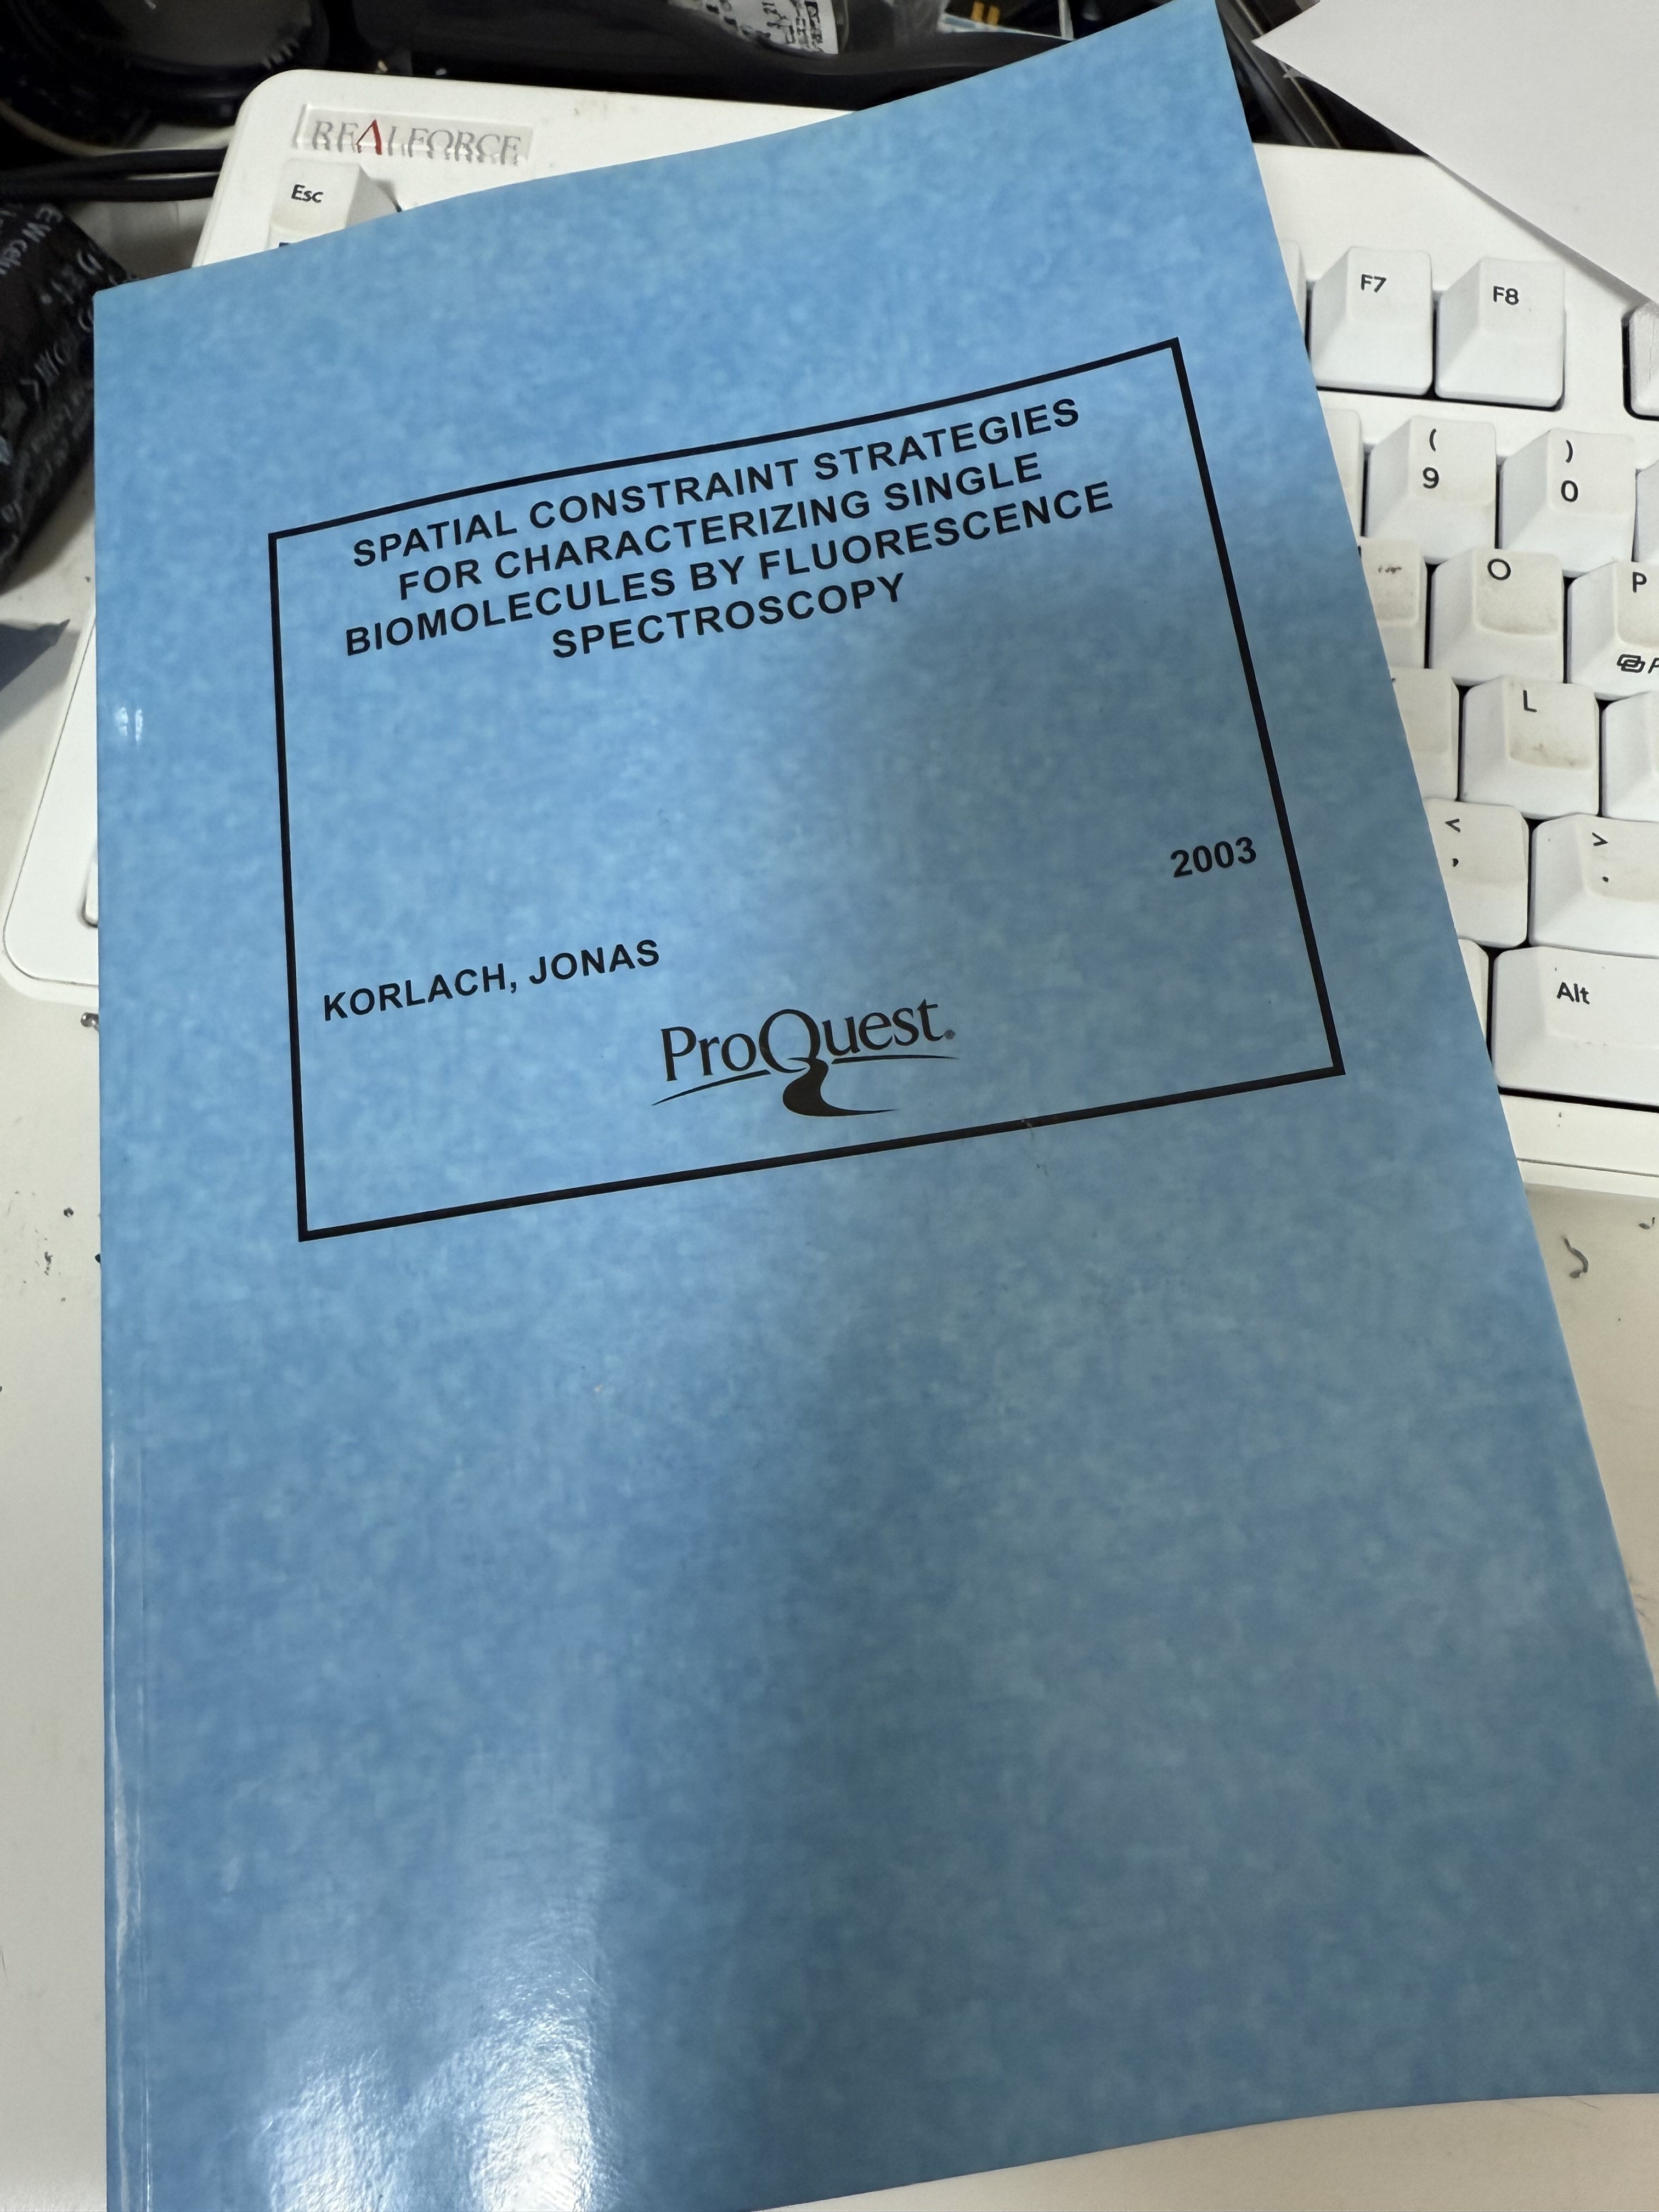 REALFORCE
Esc
F7
F8
(
9
)
0
O
P
L
<
,
>
.
Alt
SPATIAL CONSTRAINT STRATEGIES
FOR CHARACTERIZING SINGLE
BIOMOLECULES BY FLUORESCENCE
SPECTROSCOPY
2003
KORLACH, JONAS
ProQuest